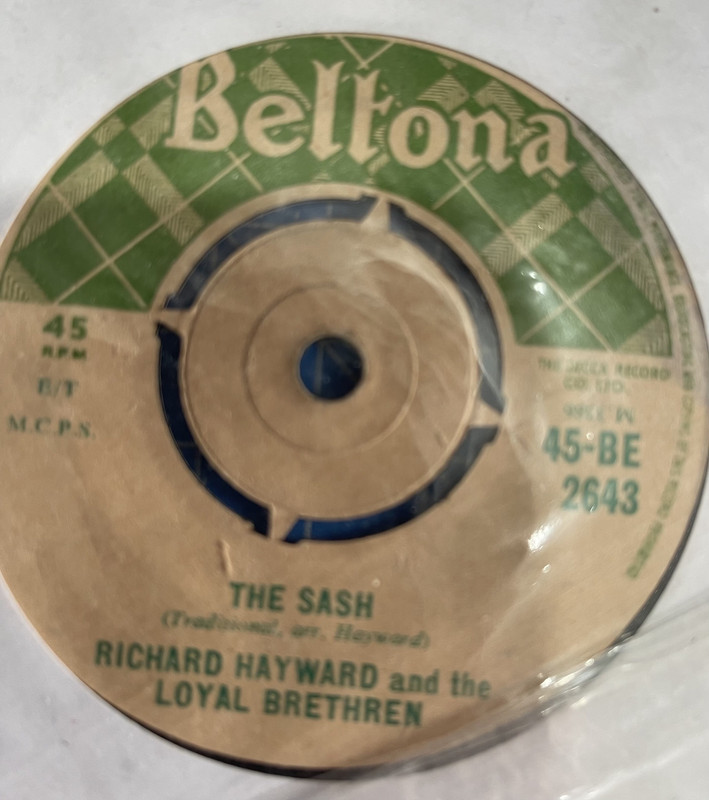 Beltona
45
RPM
E/T
M.C.P.S.
THE DECCA RECORD
CO. LTD.
45-BE
2643
THE SASH
(Traditional, arr. Hayward)
RICHARD HAYWARD and the
LOYAL BRETHREN